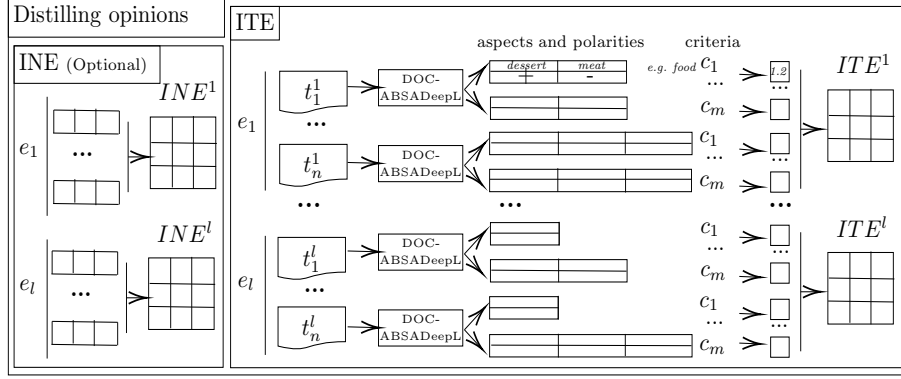 Distilling opinions
INE (Optional)
INE^1
e_1
...
INE^l
e_l
...
ITE
aspects and polarities
criteria
e_1
t_1^1
DOC-
ABSADeepL
dessert meat
+ -
e.g. food c_1
1.2
ITE^1
...
...
c_m
...
t_n^1
DOC-
ABSADeepL
c_1
...
...
c_m
...
...
...
e_l
t_1^l
DOC-
ABSADeepL
c_1
...
...
c_m
ITE^l
...
t_n^l
DOC-
ABSADeepL
c_1
...
...
c_m